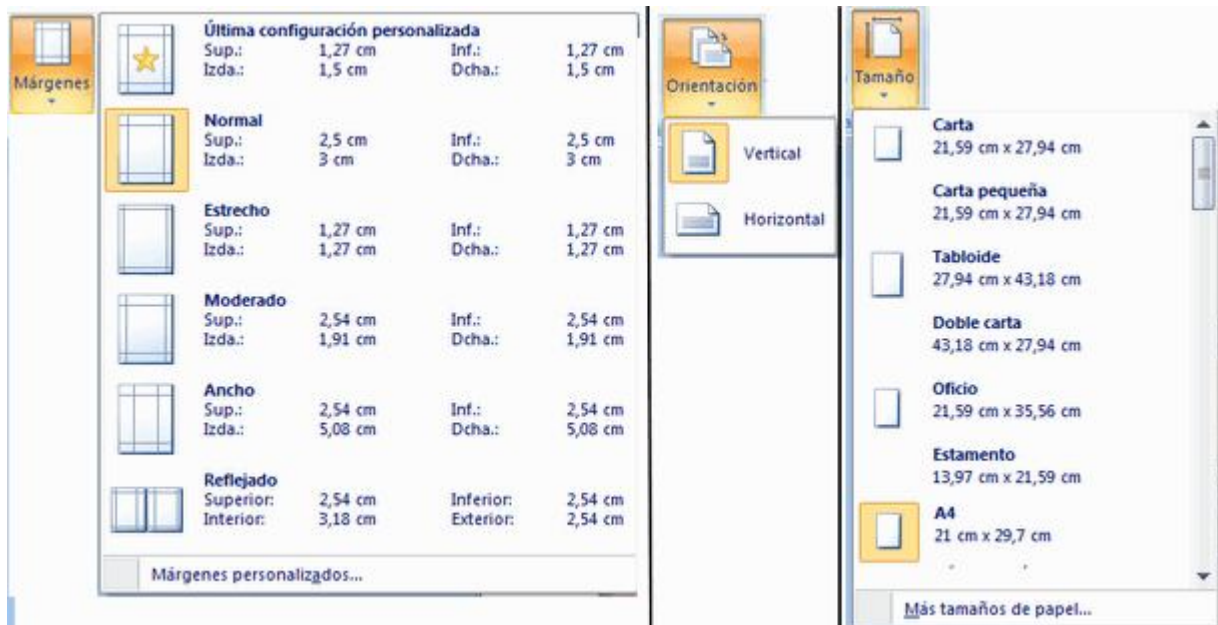 Márgenes
Última configuración personalizada
Sup.: 1,27 cm Inf.: 1,27 cm
Izda.: 1,5 cm Dcha.: 1,5 cm
Normal
Sup.: 2,5 cm Inf.: 2,5 cm
Izda.: 3 cm Dcha.: 3 cm
Estrecho
Sup.: 1,27 cm Inf.: 1,27 cm
Izda.: 1,27 cm Dcha.: 1,27 cm
Moderado
Sup.: 2,54 cm Inf.: 2,54 cm
Izda.: 1,91 cm Dcha.: 1,91 cm
Ancho
Sup.: 2,54 cm Inf.: 2,54 cm
Izda.: 5,08 cm Dcha.: 5,08 cm
Reflejado
Superior: 2,54 cm Inferior: 2,54 cm
Interior: 3,18 cm Exterior: 2,54 cm
Márgenes personalizados...
Orientación
Vertical
Horizontal
Tamaño
Carta
21,59 cm x 27,94 cm
Carta pequeña
21,59 cm x 27,94 cm
Tabloide
27,94 cm x 43,18 cm
Doble carta
43,18 cm x 27,94 cm
Oficio
21,59 cm x 35,56 cm
Estamento
13,97 cm x 21,59 cm
A4
21 cm x 29,7 cm
Más tamaños de papel...